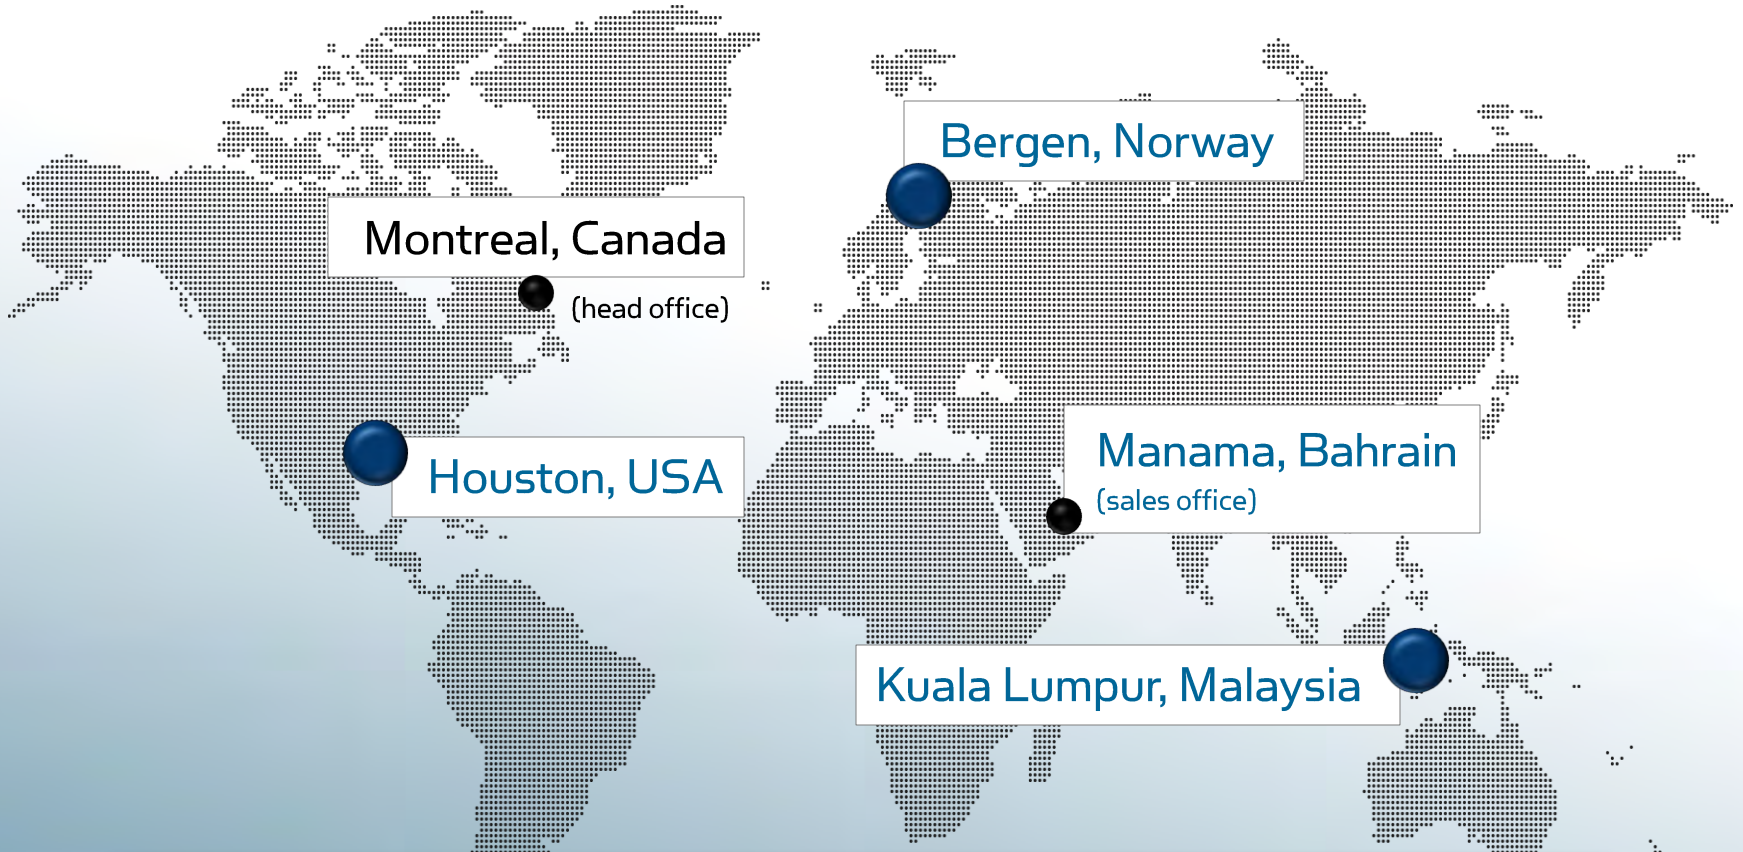 Bergen, Norway
Montreal, Canada
(head office)
Houston, USA
Manama, Bahrain
(sales office)
Kuala Lumpur, Malaysia